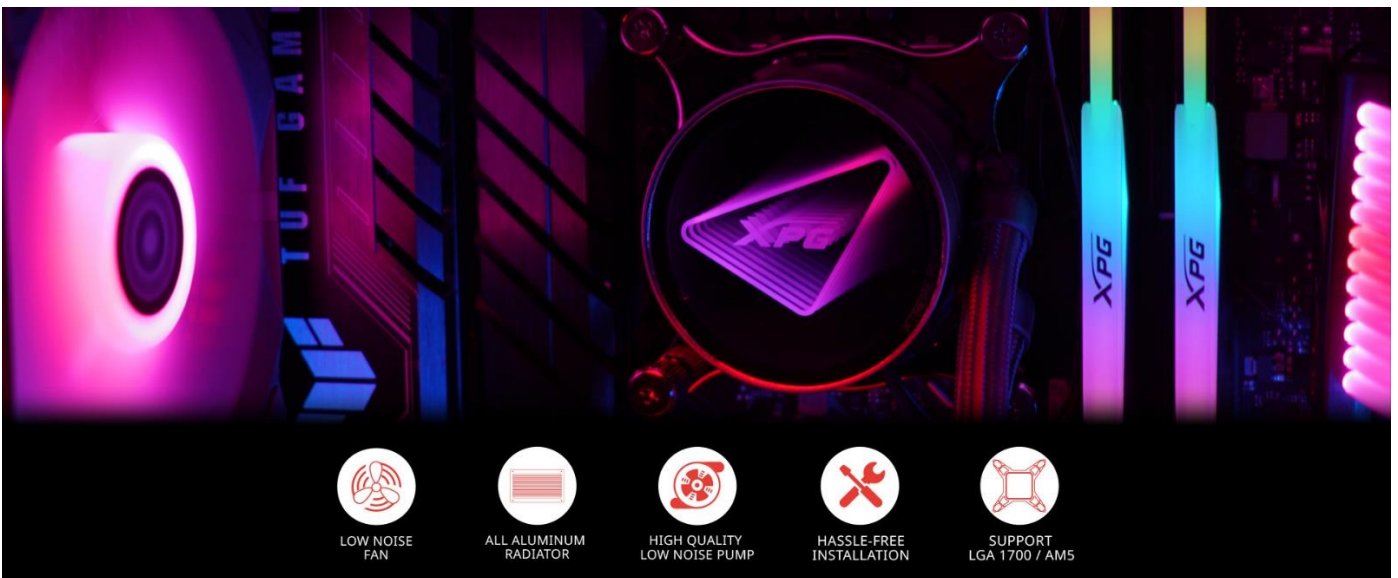 TUF GAMI
XPG
XPG
XPG
LOW NOISE
FAN
ALL ALUMINUM
RADIATOR
HIGH QUALITY
LOW NOISE PUMP
HASSLE-FREE
INSTALLATION
SUPPORT
LGA 1700 / AM5